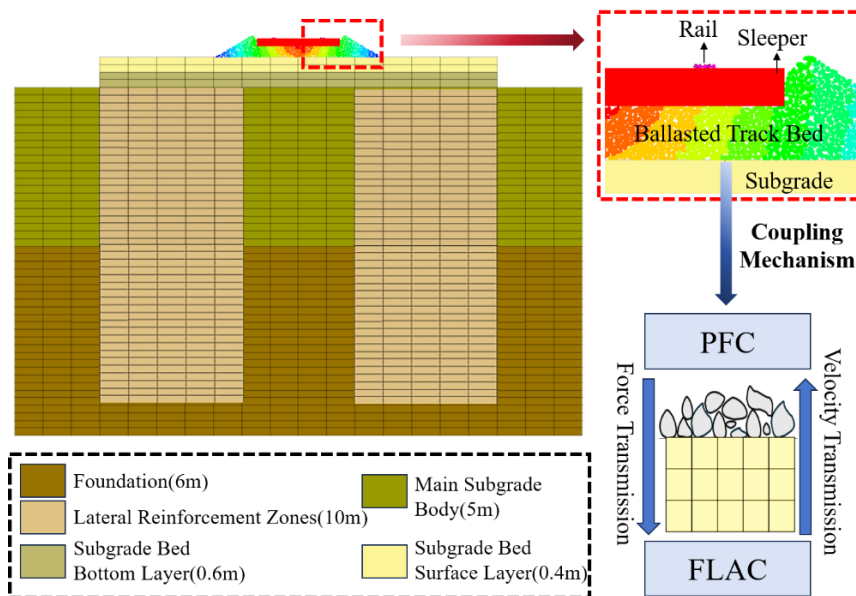 Rail
Sleeper
Ballasted Track Bed
Subgrade
Coupling
Mechanism
PFC
Force Transmission
Velocity Transmission
FLAC
Foundation(6m)
Lateral Reinforcement Zones(10m)
Subgrade Bed
Bottom Layer(0.6m)
Main Subgrade
Body(5m)
Subgrade Bed
Surface Layer(0.4m)